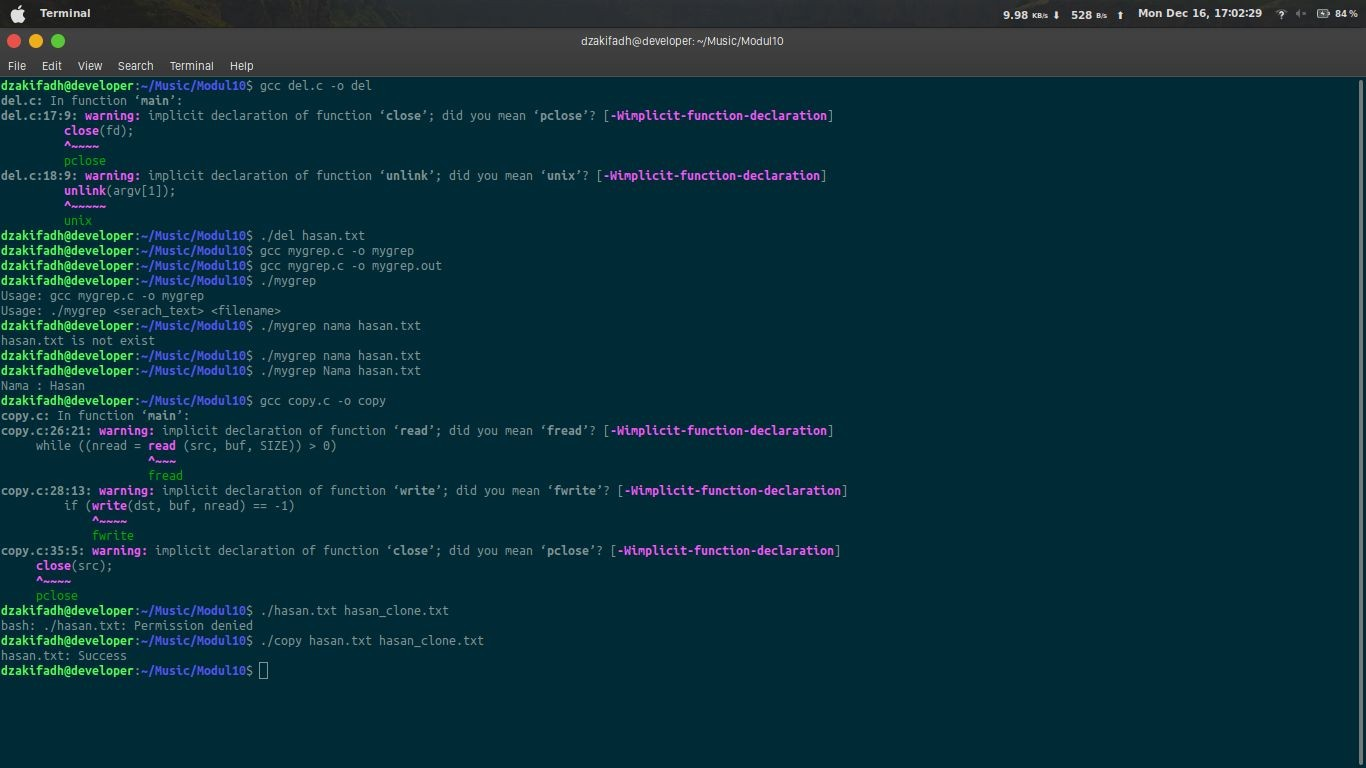 Terminal
9.98 KB/s ⬇ 528 B/s ⬆ Mon Dec 16, 17:02:29 ? 84 %
dzakifadh@developer: ~/Music/Modul10
File Edit View Search Terminal Help
dzakifadh@developer:~/Music/Modul10$ gcc del.c -o del
del.c: In function ‘main’:
del.c:17:9: warning: implicit declaration of function ‘close’; did you mean ‘pclose’? [-Wimplicit-function-declaration]
         close(fd);
         ^~~~~
         pclose
del.c:18:9: warning: implicit declaration of function ‘unlink’; did you mean ‘unix’? [-Wimplicit-function-declaration]
         unlink(argv[1]);
         ^~~~~~
         unix
dzakifadh@developer:~/Music/Modul10$ ./del hasan.txt
dzakifadh@developer:~/Music/Modul10$ gcc mygrep.c -o mygrep
dzakifadh@developer:~/Music/Modul10$ gcc mygrep.c -o mygrep.out
dzakifadh@developer:~/Music/Modul10$ ./mygrep
Usage: gcc mygrep.c -o mygrep
Usage: ./mygrep <serach_text> <filename>
dzakifadh@developer:~/Music/Modul10$ ./mygrep nama hasan.txt
hasan.txt is not exist
dzakifadh@developer:~/Music/Modul10$ ./mygrep nama hasan.txt
dzakifadh@developer:~/Music/Modul10$ ./mygrep Nama hasan.txt
Nama : Hasan
dzakifadh@developer:~/Music/Modul10$ gcc copy.c -o copy
copy.c: In function ‘main’:
copy.c:26:21: warning: implicit declaration of function ‘read’; did you mean ‘fread’? [-Wimplicit-function-declaration]
     while ((nread = read (src, buf, SIZE)) > 0)
                     ^~~~
                     fread
copy.c:28:13: warning: implicit declaration of function ‘write’; did you mean ‘fwrite’? [-Wimplicit-function-declaration]
         if (write(dst, buf, nread) == -1)
             ^~~~~
             fwrite
copy.c:35:5: warning: implicit declaration of function ‘close’; did you mean ‘pclose’? [-Wimplicit-function-declaration]
     close(src);
     ^~~~~
     pclose
dzakifadh@developer:~/Music/Modul10$ ./hasan.txt hasan_clone.txt
bash: ./hasan.txt: Permission denied
dzakifadh@developer:~/Music/Modul10$ ./copy hasan.txt hasan_clone.txt
hasan.txt: Success
dzakifadh@developer:~/Music/Modul10$